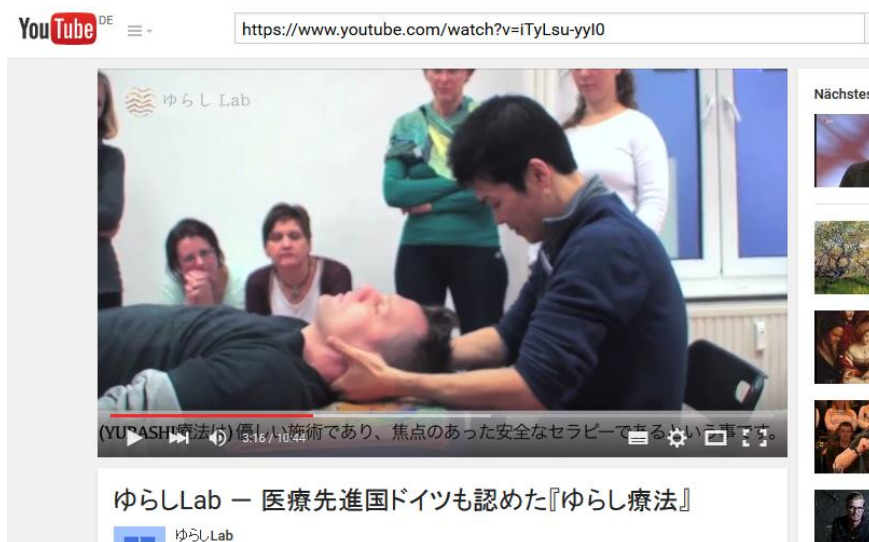 YouTube DE
https://www.youtube.com/watch?v=iTyLsu-yyI0
ゆらし Lab
Nächstes
(YURASHI療法は)優しい施術であり、焦点のあった安全なセラピーであるという事です。
3:16 / 10:44
ゆらしLab － 医療先進国ドイツも認めた『ゆらし療法』
ゆらしLab